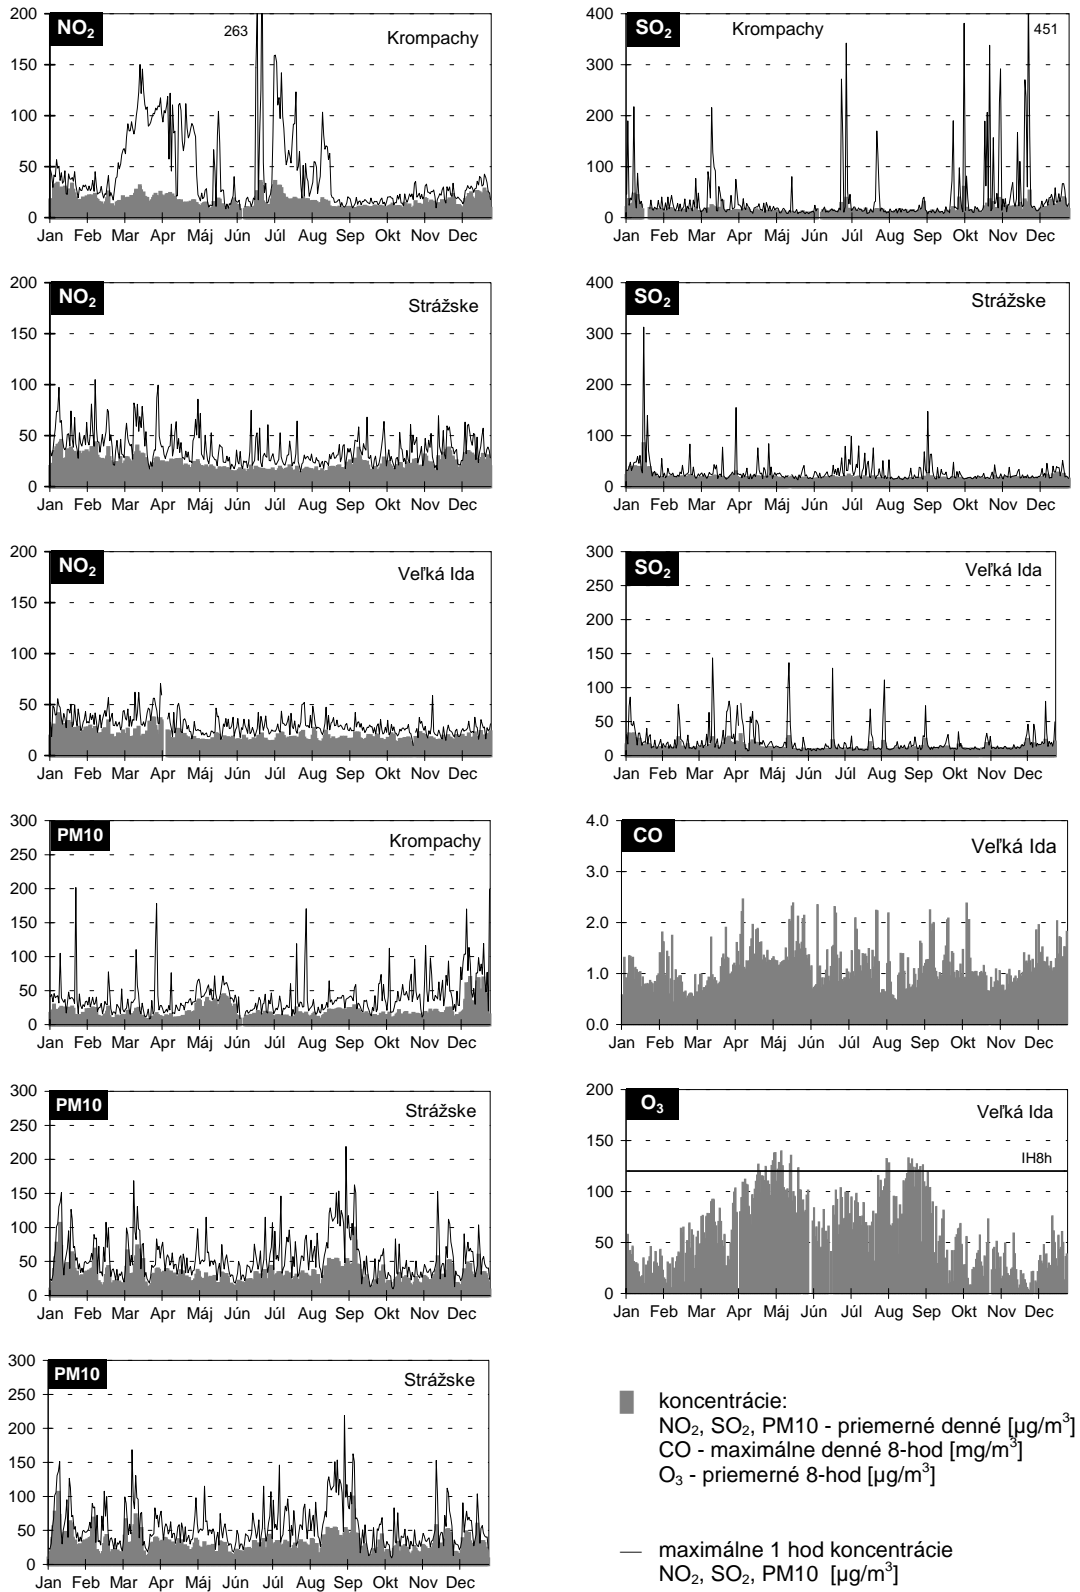 NO2
263
Krompachy
200
150
100
50
0
Jan Feb Mar Apr Máj Jún Júl Aug Sep Okt Nov Dec
SO2
Krompachy
451
400
300
200
100
0
Jan Feb Mar Apr Máj Jún Júl Aug Sep Okt Nov Dec
NO2
Strážske
200
150
100
50
0
Jan Feb Mar Apr Máj Jún Júl Aug Sep Okt Nov Dec
SO2
Strážske
400
300
200
100
0
Jan Feb Mar Apr Máj Jún Júl Aug Sep Okt Nov Dec
NO2
Veľká Ida
200
150
100
50
0
Jan Feb Mar Apr Máj Jún Júl Aug Sep Okt Nov Dec
SO2
Veľká Ida
300
250
200
150
100
50
0
Jan Feb Mar Apr Máj Jún Júl Aug Sep Okt Nov Dec
PM10
Krompachy
300
250
200
150
100
50
0
Jan Feb Mar Apr Máj Jún Júl Aug Sep Okt Nov Dec
CO
Veľká Ida
4.0
3.0
2.0
1.0
0.0
Jan Feb Mar Apr Máj Jún Júl Aug Sep Okt Nov Dec
PM10
Strážske
300
250
200
150
100
50
0
Jan Feb Mar Apr Máj Jún Júl Aug Sep Okt Nov Dec
O3
Veľká Ida
IH8h
200
150
100
50
0
Jan Feb Mar Apr Máj Jún Júl Aug Sep Okt Nov Dec
PM10
Strážske
300
250
200
150
100
50
0
Jan Feb Mar Apr Máj Jún Júl Aug Sep Okt Nov Dec
koncentrácie:
NO2, SO2, PM10 - priemerné denné [µg/m3]
CO - maximálne denné 8-hod [mg/m3]
O3 - priemerné 8-hod [µg/m3]
maximálne 1 hod koncentrácie
NO2, SO2, PM10 [µg/m3]